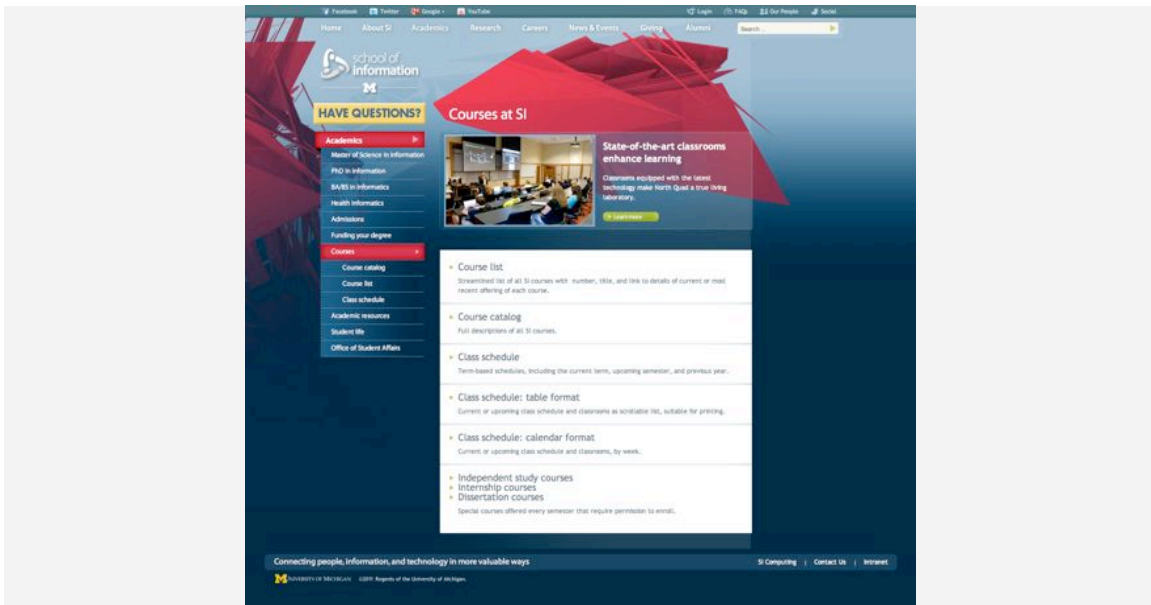 Facebook Twitter Google + YouTube Login FAQs Our People Social
Home About SI Academics Research Careers News & Events Giving Alumni Search ...
school of
information
M
HAVE QUESTIONS?
Courses at SI
Academics
Master of Science in Information
PhD in Information
BA/BS in Informatics
Health Informatics
Admissions
Funding your degree
Courses
Course catalog
Course list
Class schedule
Academic resources
Student life
Office of Student Affairs
State-of-the-art classrooms
enhance learning
Classrooms equipped with the latest
technology make North Quad a true living
laboratory.
Learn more
Course list
Streamlined list of all SI courses with number, title, and link to details of current or most
recent offering of each course.
Course catalog
Full descriptions of all SI courses.
Class schedule
Term-based schedules, including the current term, upcoming semester, and previous year.
Class schedule: table format
Current or upcoming class schedule and classrooms as scrollable list, suitable for printing.
Class schedule: calendar format
Current or upcoming class schedule and classrooms, by week.
Independent study courses
Internship courses
Dissertation courses
Special courses offered every semester that require permission to enroll.
Connecting people, information, and technology in more valuable ways
SI Computing | Contact Us | Intranet
M UNIVERSITY OF MICHIGAN Regents of the University of Michigan.